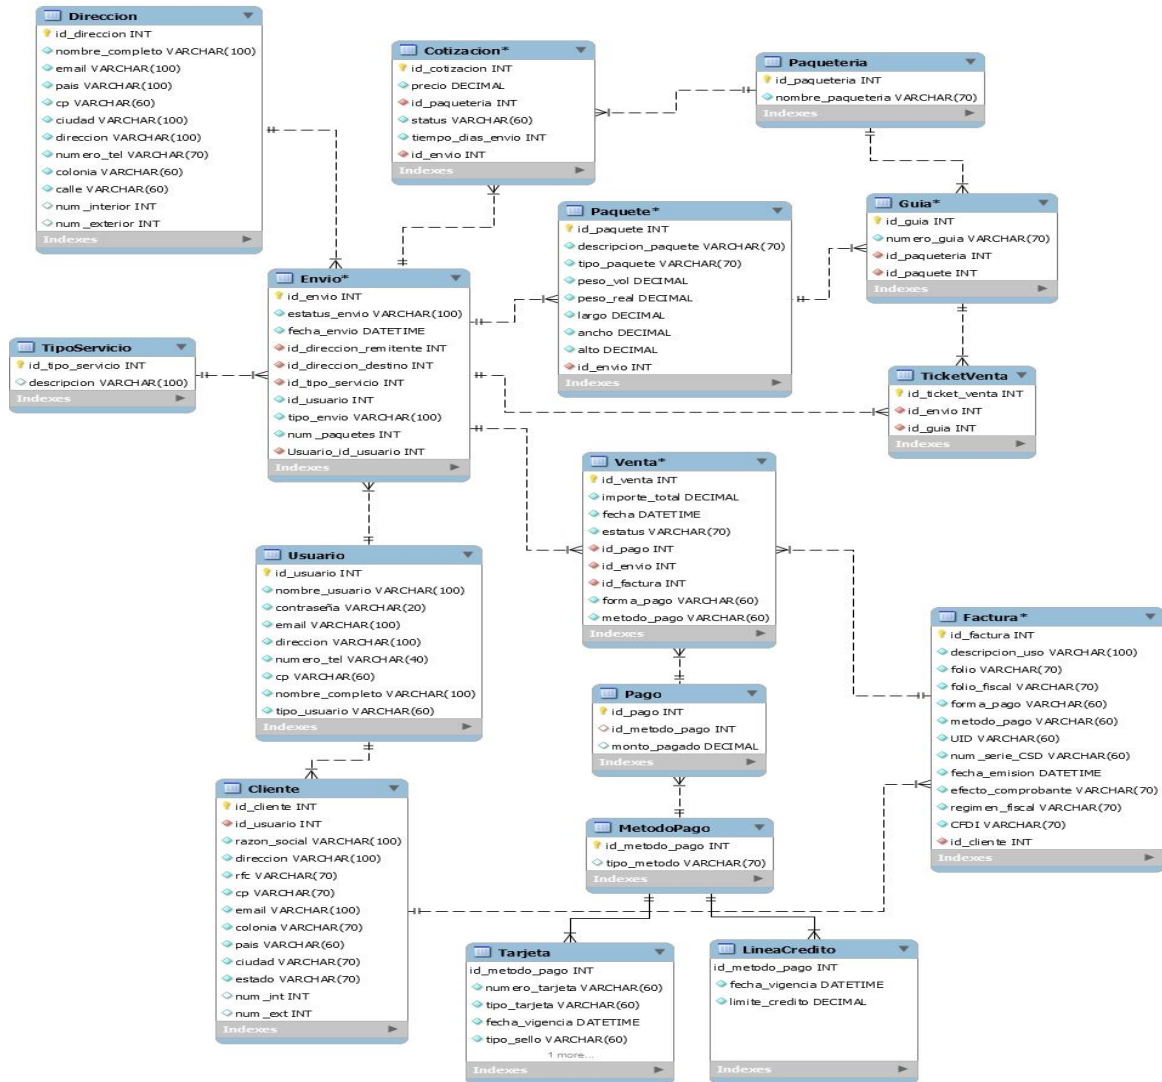 Direccion
id_direccion INT
nombre_completo VARCHAR(100)
email VARCHAR(100)
pais VARCHAR(100)
cp VARCHAR(60)
ciudad VARCHAR(100)
direccion VARCHAR(100)
numero_tel VARCHAR(70)
colonia VARCHAR(60)
calle VARCHAR(60)
num_interior INT
num_exterior INT
Indexes
Cotizacion*
id_cotizacion INT
precio DECIMAL
id_paqueteria INT
status VARCHAR(60)
tiempo_dias_envio INT
id_envio INT
Indexes
Paqueteria
id_paqueteria INT
nombre_paqueteria VARCHAR(70)
Indexes
Paquete*
id_paquete INT
descripcion_paquete VARCHAR(70)
tipo_paquete VARCHAR(70)
peso_vol DECIMAL
peso_real DECIMAL
largo DECIMAL
ancho DECIMAL
alto DECIMAL
id_envio INT
Indexes
Guia*
id_guia INT
numero_guia VARCHAR(70)
id_paqueteria INT
id_paquete INT
Indexes
Envio*
id_envio INT
estatus_envio VARCHAR(100)
fecha_envio DATETIME
id_direccion_remitente INT
id_direccion_destino INT
id_tipo_servicio INT
id_usuario INT
tipo_envio VARCHAR(100)
num_paquetes INT
Usuario_id_usuario INT
Indexes
TipoServicio
id_tipo_servicio INT
descripcion VARCHAR(100)
Indexes
TicketVenta
id_ticket_venta INT
id_envio INT
id_guia INT
Indexes
Venta*
id_venta INT
importe_total DECIMAL
fecha DATETIME
estatus VARCHAR(70)
id_pago INT
id_envio INT
id_factura INT
forma_pago VARCHAR(60)
metodo_pago VARCHAR(60)
Indexes
Usuario
id_usuario INT
nombre_usuario VARCHAR(100)
contraseña VARCHAR(20)
email VARCHAR(100)
direccion VARCHAR(100)
numero_tel VARCHAR(40)
cp VARCHAR(60)
nombre_completo VARCHAR(100)
tipo_usuario VARCHAR(60)
Indexes
Factura*
id_factura INT
descripcion_uso VARCHAR(100)
folio VARCHAR(70)
folio_fiscal VARCHAR(70)
forma_pago VARCHAR(60)
metodo_pago VARCHAR(60)
UID VARCHAR(60)
num_serie_CSD VARCHAR(60)
fecha_emision DATETIME
efecto_comprobante VARCHAR(70)
regimen_fiscal VARCHAR(70)
CFDI VARCHAR(70)
id_cliente INT
Indexes
Pago
id_pago INT
id_metodo_pago INT
monto_pagado DECIMAL
Indexes
Cliente
id_cliente INT
id_usuario INT
razon_social VARCHAR(100)
direccion VARCHAR(100)
rfc VARCHAR(70)
cp VARCHAR(70)
email VARCHAR(100)
colonia VARCHAR(70)
pais VARCHAR(60)
ciudad VARCHAR(70)
estado VARCHAR(70)
num_int INT
num_ext INT
Indexes
MetodoPago
id_metodo_pago INT
tipo_metodo VARCHAR(70)
Indexes
Tarjeta
id_metodo_pago INT
numero_tarjeta VARCHAR(60)
tipo_tarjeta VARCHAR(60)
fecha_vigencia DATETIME
tipo_sello VARCHAR(60)
1 more...
Indexes
LineaCredito
id_metodo_pago INT
fecha_vigencia DATETIME
limite_credito DECIMAL
Indexes